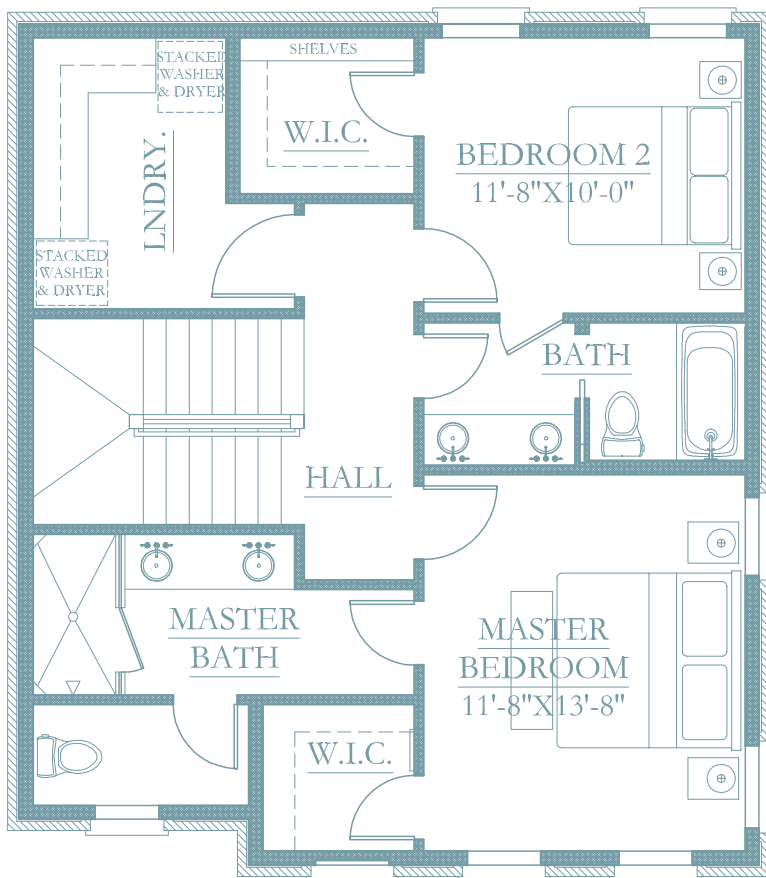 SHELVES
STACKED
WASHER
& DRYER
W.I.C.
BEDROOM 2
11'-8"X10'-0"
LNDRY.
STACKED
WASHER
& DRYER
BATH
HALL
MASTER
BATH
MASTER
BEDROOM
11'-8"X13'-8"
W.I.C.